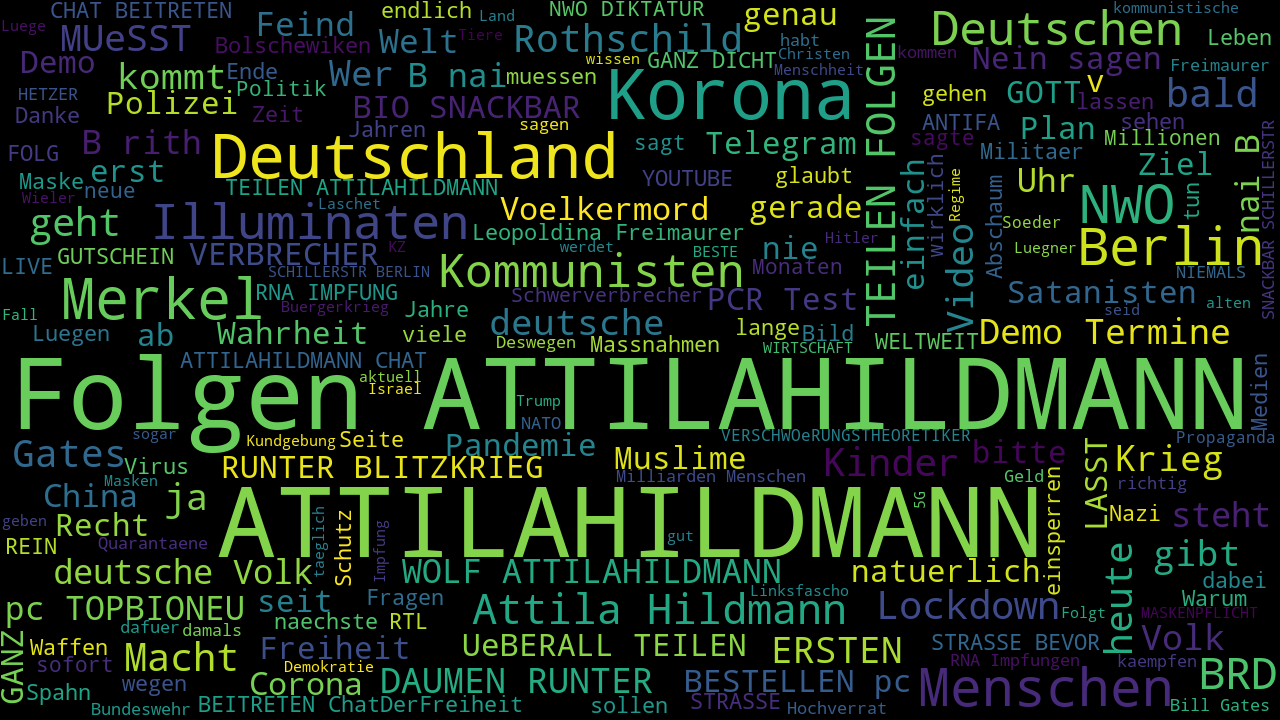 CHAT BEITRETEN endlich NWO DIKTATUR genau kommunistische
Luege Feind Land Deutschen
MUeSST Bolschewiken Welt Tiere Rothschild habt Leben
Demo wissen GANZ DICHT Christen kommen Nein sagen
kommt Ende Wer B nai muessen Menschheit Freimaurer
HETZER Politik Korona gehen GOTT v lassen bald
Danke Polizei Zeit BIO SNACKBAR
B rith Jahren sagen sagt Telegram ANTIFA sehen
FOLG erst Deutschland sagte Plan Millionen
Maske neue TEILEN ATTILAHILDMANN YOUTUBE glaubt Militaer Ziel
Wieler Laschet Uhr tun
geht Illuminaten Voelkermord gerade NWO nai B
TEILEN FOLGEN einfach wirklich Regime Abschaum Soeder
Leopoldina Freimaurer Hitler
GUTSCHEIN VERBRECHER KZ werdet BESTE nie Luegner Berlin
LIVE SCHILLERSTR BERLIN Kommunisten Monaten NIEMALS
SNACKBAR SCHILLERSTR
Merkel RNA IMPFUNG Schwerverbrecher PCR Test Video Satanisten alten
Fall Buergerkrieg Jahre seid
Luegen ab Wahrheit viele deutsche lange Bild Demo Termine
Deswegen Massnahmen WIRTSCHAFT WELTWEIT
ATTILAHILDMANN CHAT
Folgen aktuell Israel ATTILAHILDMANN Medien
Trump
NATO
sogar Kundgebung Seite Pandemie VERSCHWOeRUNGSTHEORETIKER Propaganda
Gates Virus RUNTER BLITZKRIEG Muslime Kinder bitte Krieg
Masken Milliarden Menschen Geld richtig
China ja 5G einsperren LASST Nazi steht
geben Recht ATTILAHILDMANN
REIN Quarantaene taeglich Schutz Impfung gut gibt
deutsche Volk WOLF ATTILAHILDMANN natuerlich heute dabei
pc TOPBIONEU seit Fragen Linksfascho Warum
dafuer damals naechste RTL Attila Hildmann Lockdown Folgt MASKENPFLICHT
GANZ Waffen Freiheit UeBERALL TEILEN ERSTEN STRASSE BEVOR Volk
sofort Macht Demokratie RNA Impfungen kaempfen
Spahn wegen Corona DAUMEN RUNTER BESTELLEN pc Menschen BRD
Bundeswehr BEITRETEN ChatDerFreiheit sollen STRASSE Hochverrat Bill Gates